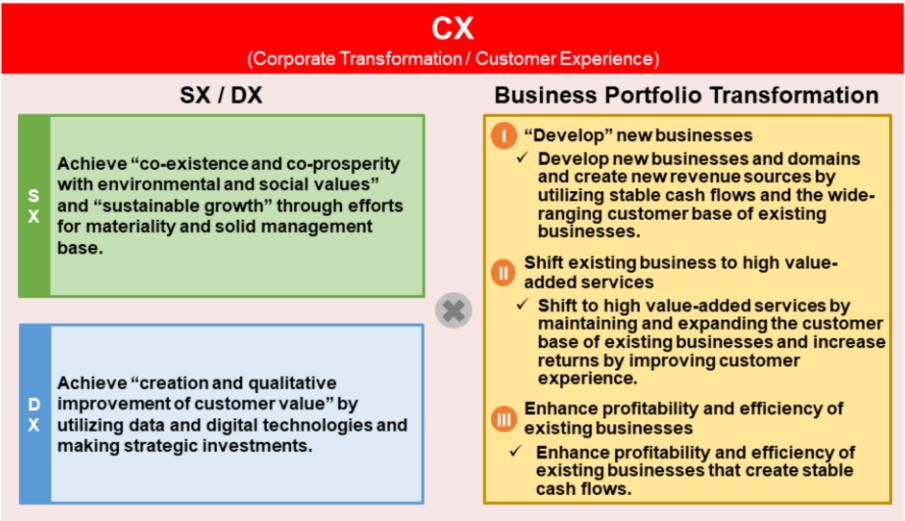 CX
(Corporate Transformation / Customer Experience)
SX / DX
S
X
Achieve “co-existence and co-prosperity
with environmental and social values”
and “sustainable growth” through efforts
for materiality and solid management
base.
D
X
Achieve “creation and qualitative
improvement of customer value” by
utilizing data and digital technologies and
making strategic investments.
Business Portfolio Transformation
I “Develop” new businesses
✓ Develop new businesses and domains
and create new revenue sources by
utilizing stable cash flows and the wide-
ranging customer base of existing
businesses.
II Shift existing business to high value-
added services
✓ Shift to high value-added services by
maintaining and expanding the customer
base of existing businesses and increase
returns by improving customer
experience.
III Enhance profitability and efficiency of
existing businesses
✓ Enhance profitability and efficiency of
existing businesses that create stable
cash flows.